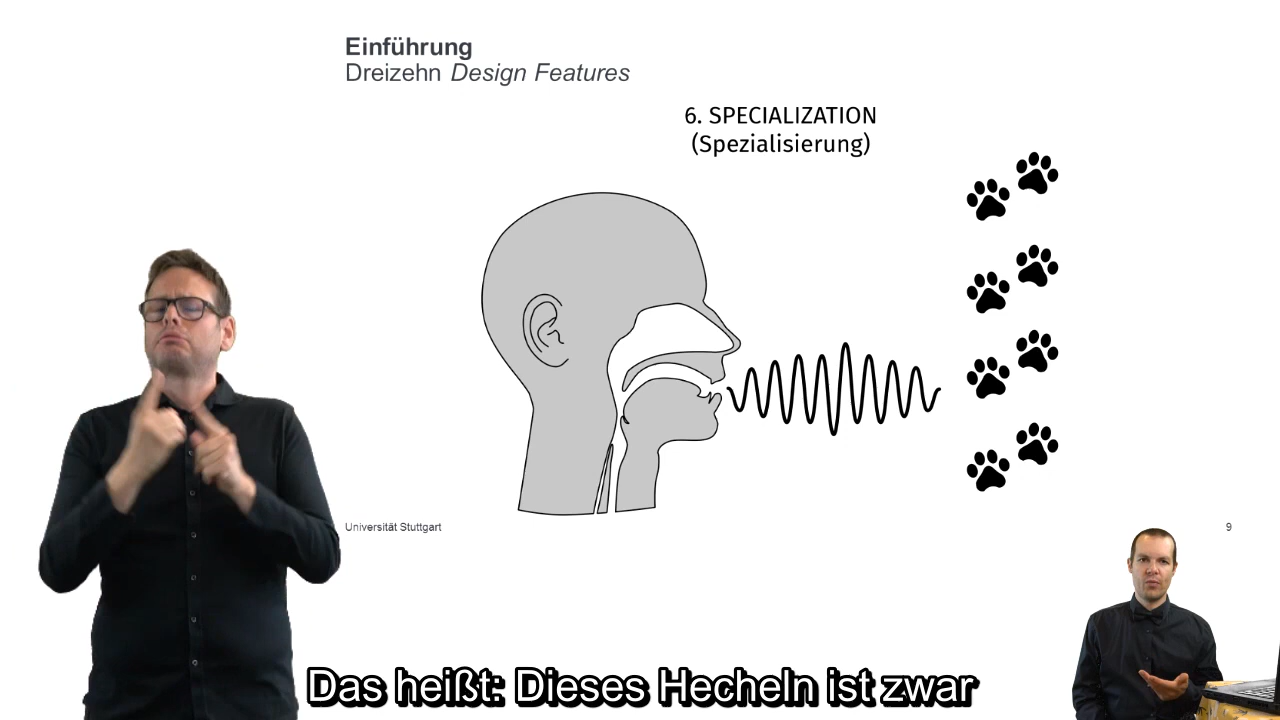 Einführung
Dreizehn Design Features
6. SPECIALIZATION
(Spezialisierung)
Universität Stuttgart
9
Das heißt: Dieses Hecheln ist zwar